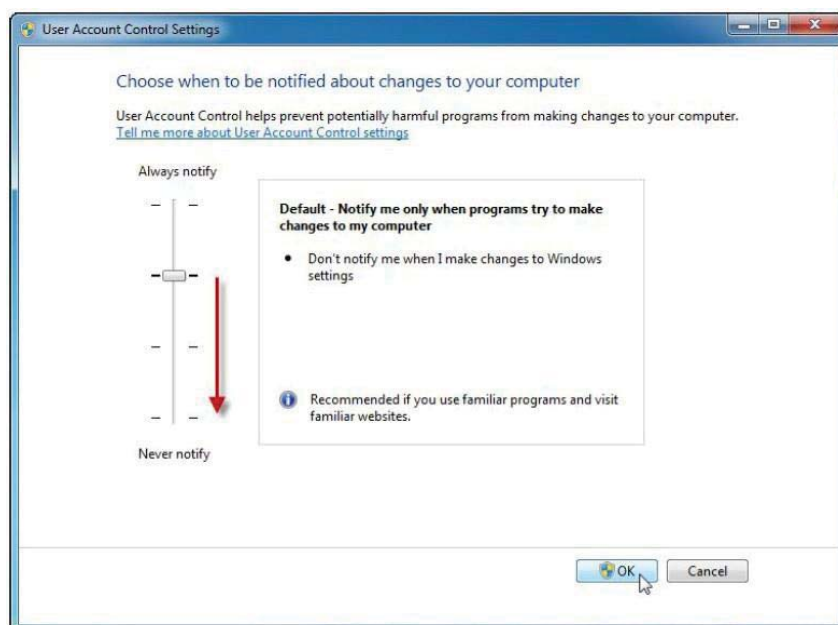 User Account Control Settings
Choose when to be notified about changes to your computer
User Account Control helps prevent potentially harmful programs from making changes to your computer.
Tell me more about User Account Control settings
Always notify
Default - Notify me only when programs try to make
changes to my computer
Don't notify me when I make changes to Windows
settings
Recommended if you use familiar programs and visit
familiar websites.
Never notify
OK
Cancel